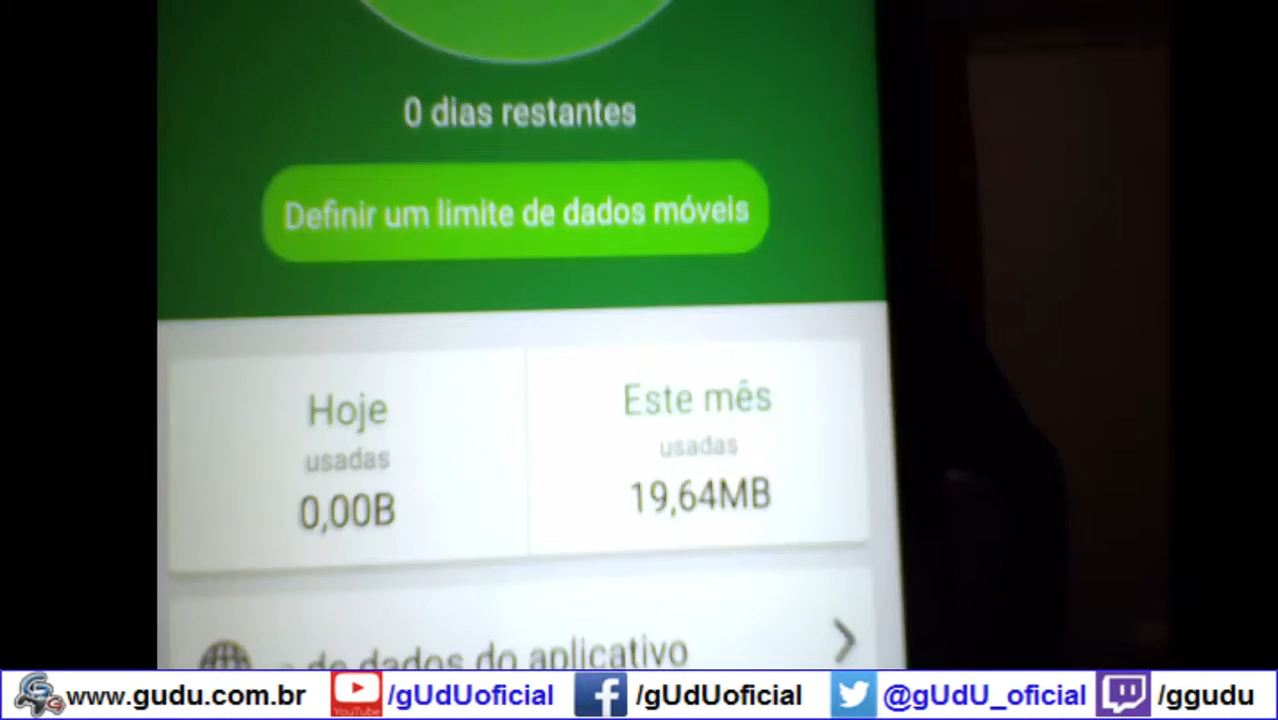 0 dias restantes
Definir um limite de dados móveis
Hoje
usadas
0,00B
Este mês
usadas
19,64MB
de dados do aplicativo
www.gudu.com.br
YouTube
/gUdUoficial
/gUdUoficial
@gUdU_oficial
/ggudu